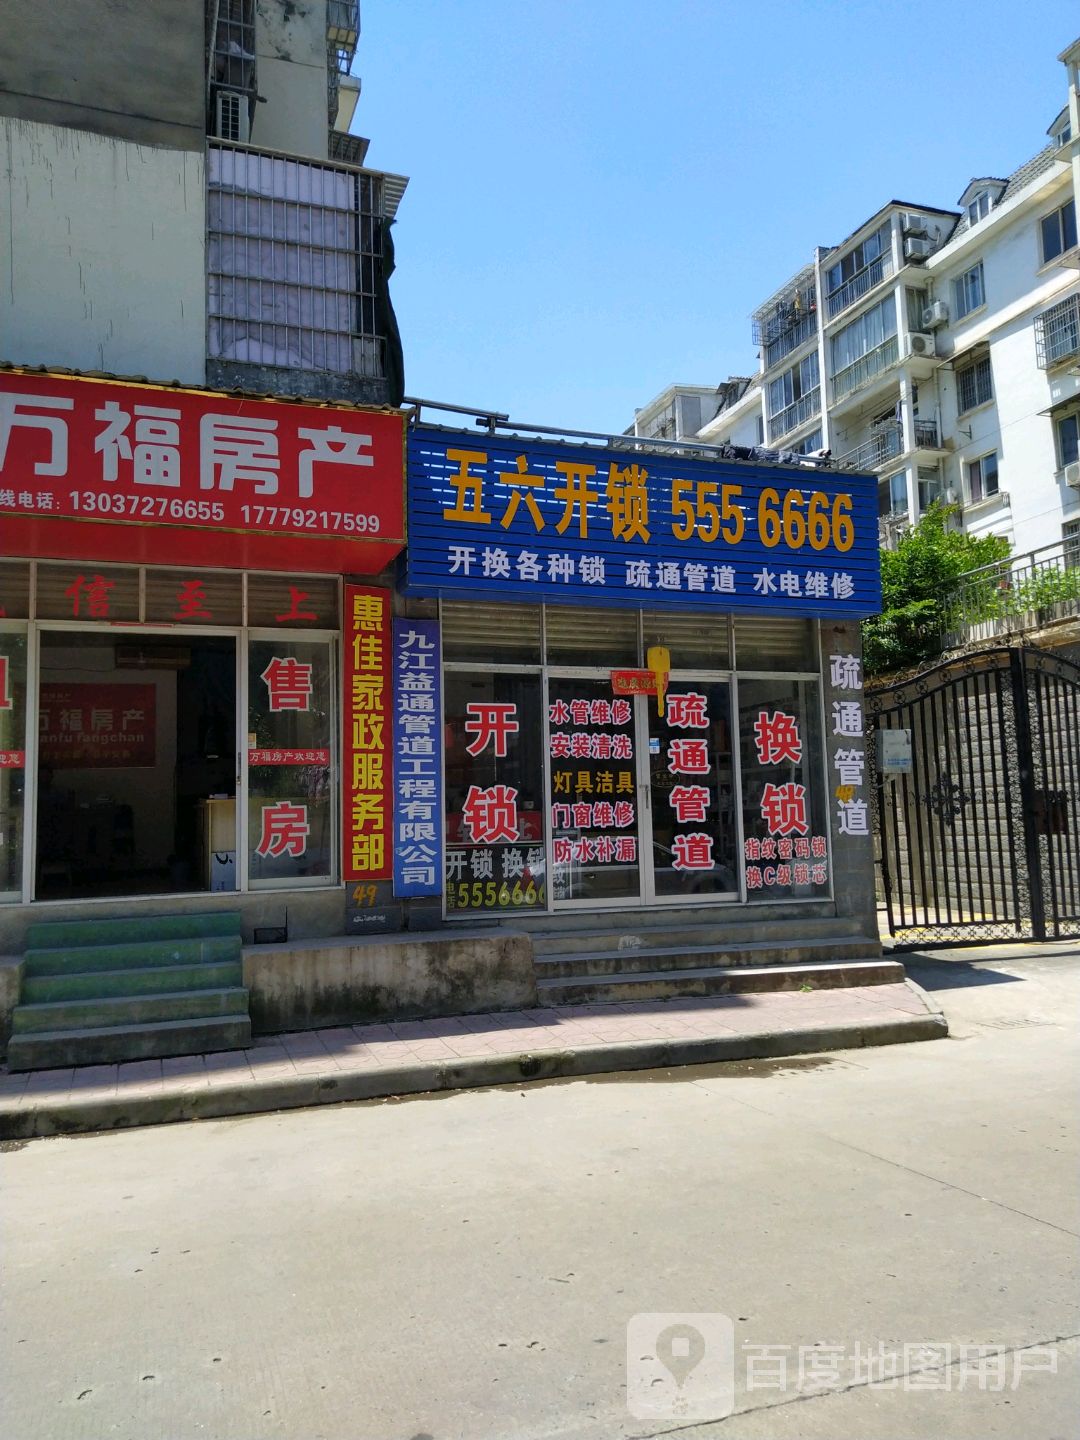 万福房产
线电话：13037276655 17779217599
信至上
售房
万福房产
wanfu fangchan
万福房产欢迎您
惠佳家政服务部
49
九江益通管道工程有限公司
五六开锁 555 6666
开换各种锁 疏通管道 水电维修
开锁
水管维修
安装清洗
灯具洁具
门窗维修
防水补漏
疏通管道
换锁
指纹密码锁
换C级锁芯
开锁 换锁
5556666
疏通管道
48
百度地图用户